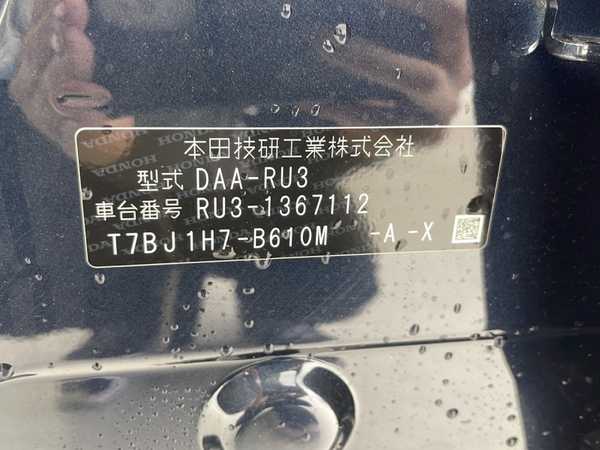 本田技研工業株式会社
型式 DAA-RU3
車台番号 RU3-1367112
T7BJ1H7-B610M -A -X